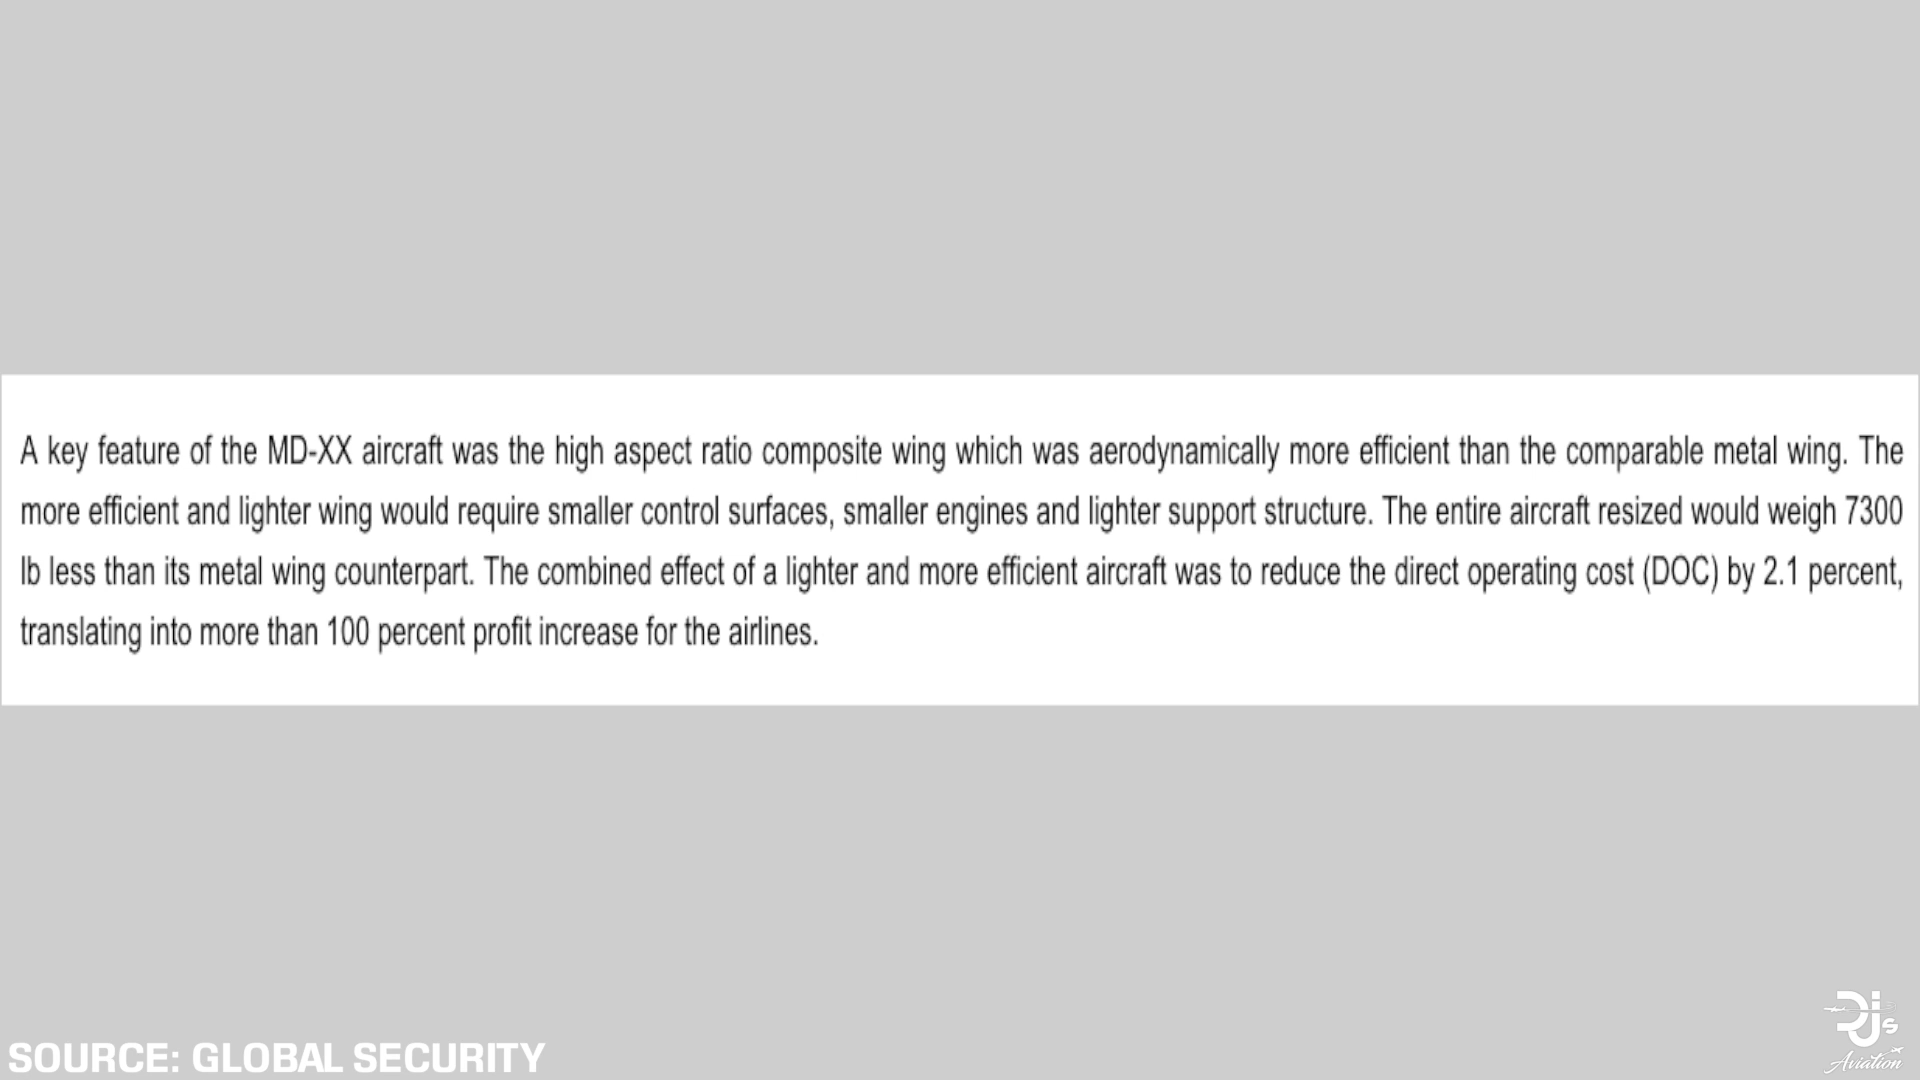 A key feature of the MD-XX aircraft was the high aspect ratio composite wing which was aerodynamically more efficient than the comparable metal wing. The
more efficient and lighter wing would require smaller control surfaces, smaller engines and lighter support structure. The entire aircraft resized would weigh 7300
lb less than its metal wing counterpart. The combined effect of a lighter and more efficient aircraft was to reduce the direct operating cost (DOC) by 2.1 percent,
translating into more than 100 percent profit increase for the airlines.
SOURCE: GLOBAL SECURITY
DJs
Aviation